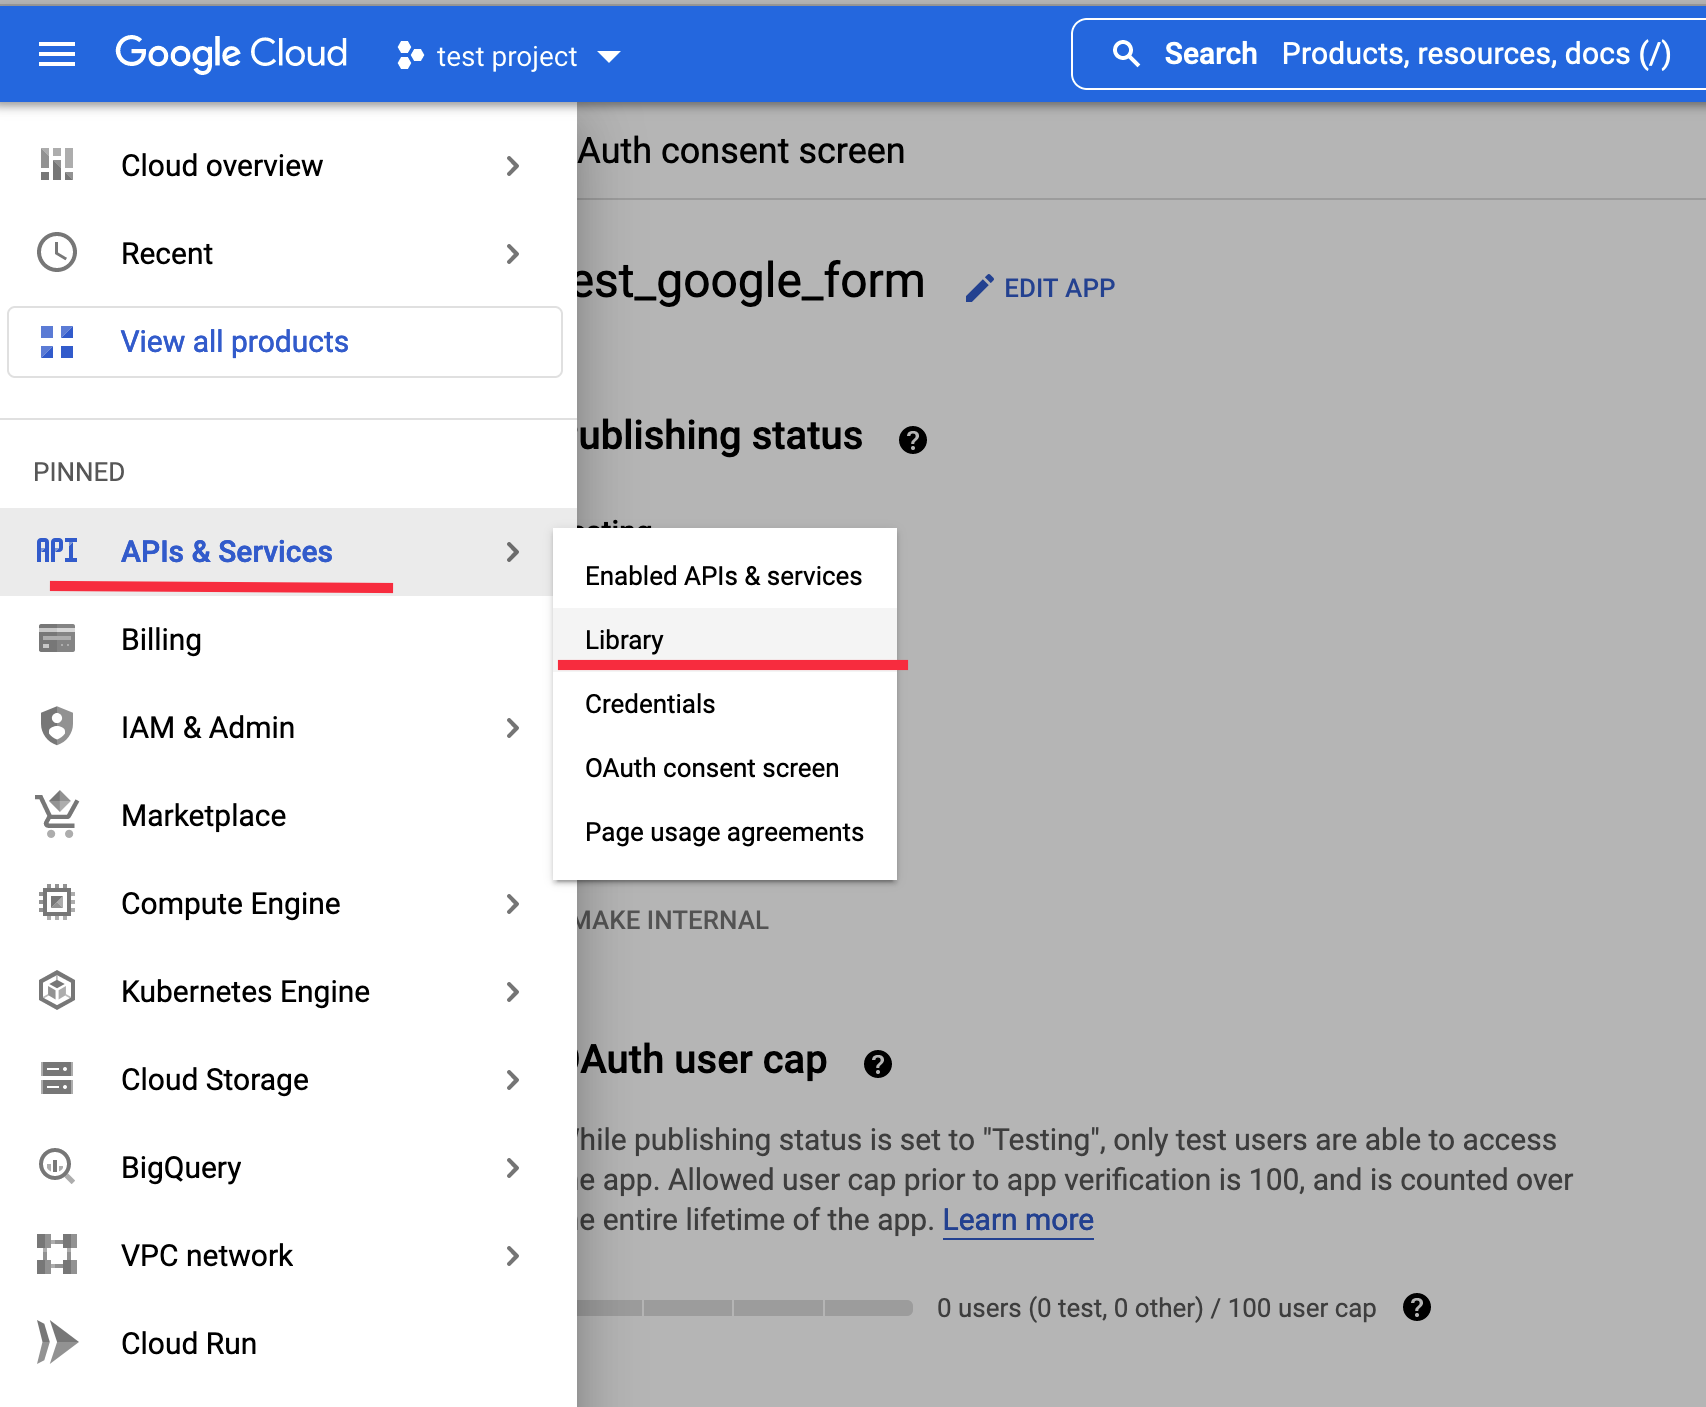 Google Cloud
test project
Search Products, resources, docs (/)
Cloud overview
Recent
View all products
PINNED
API APIs & Services
Billing
IAM & Admin
Marketplace
Compute Engine
Kubernetes Engine
Cloud Storage
BigQuery
VPC network
Cloud Run
Enabled APIs & services
Library
Credentials
OAuth consent screen
Page usage agreements
Auth consent screen
est_google_form
EDIT APP
ublishing status
MAKE INTERNAL
Auth user cap
hile publishing status is set to "Testing", only test users are able to access
e app. Allowed user cap prior to app verification is 100, and is counted over
e entire lifetime of the app. Learn more
0 users (0 test, 0 other) / 100 user cap